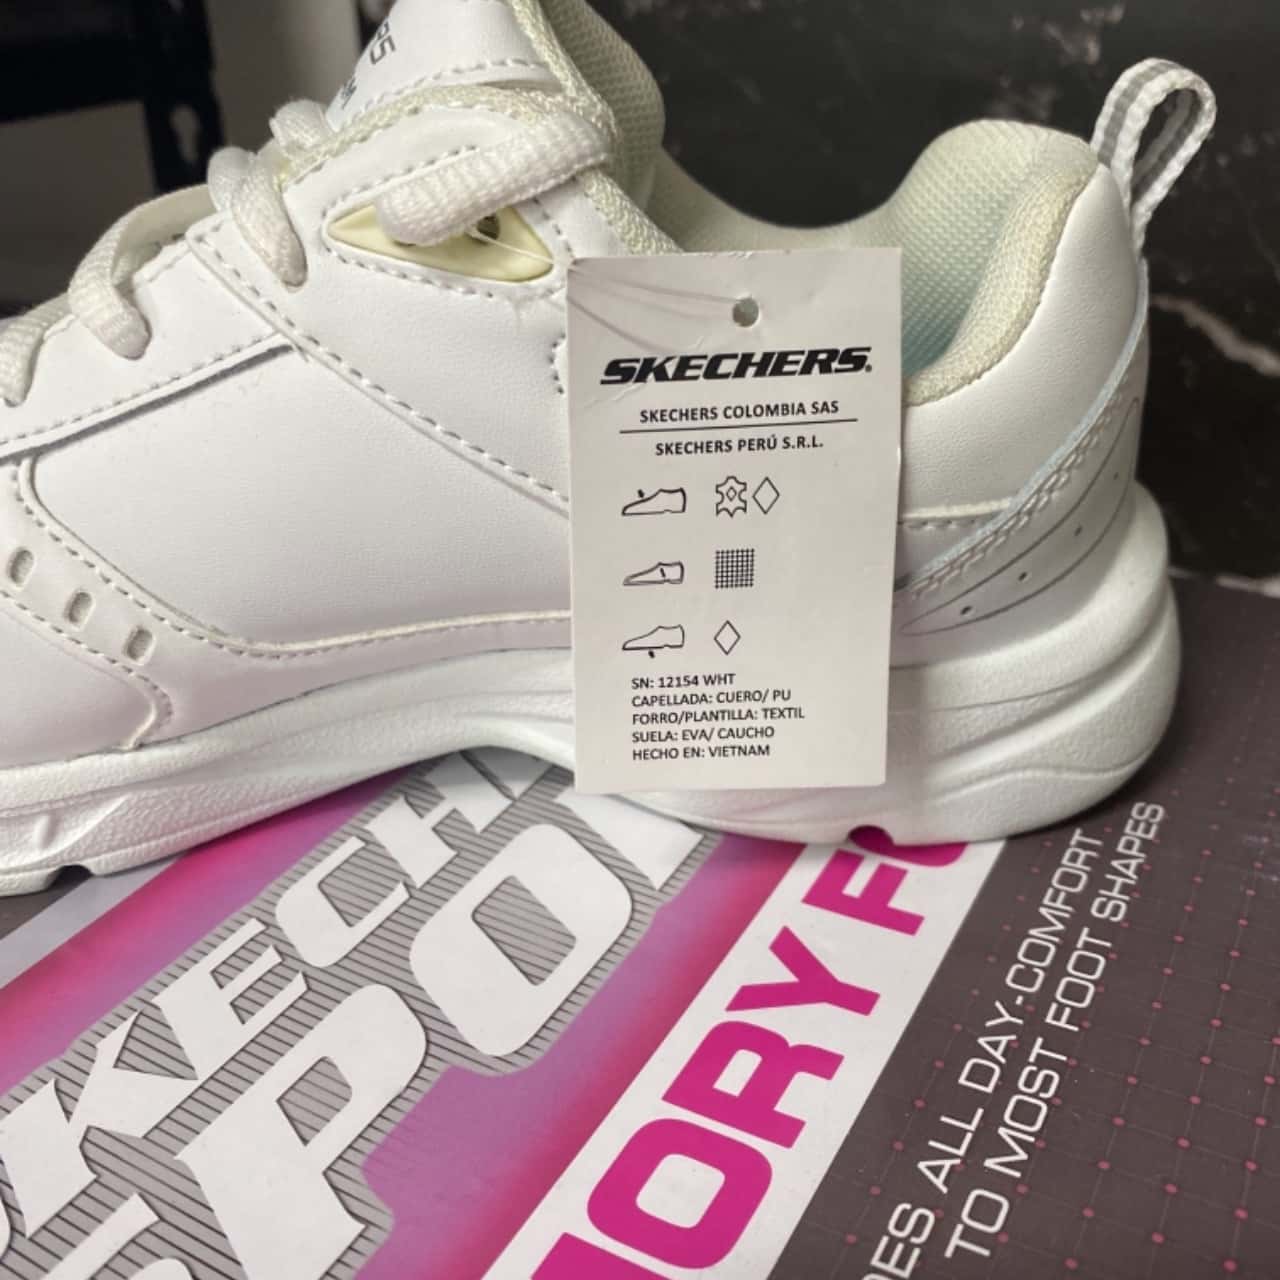 SKECHERS.
SKECHERS COLOMBIA SAS
SKECHERS PERÚ S.R.L.
SN: 12154 WHT
CAPELLADA: CUERO/ PU
FORRO/PLANTILLA: TEXTIL
SUELA: EVA/ CAUCHO
HECHO EN: VIETNAM
ALL DAY-COMFORT
TO MOST FOOT SHAPES